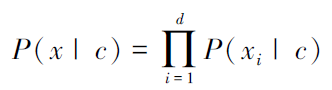 P(x | c) = ∏_{i=1}^{d} P(x_i | c)